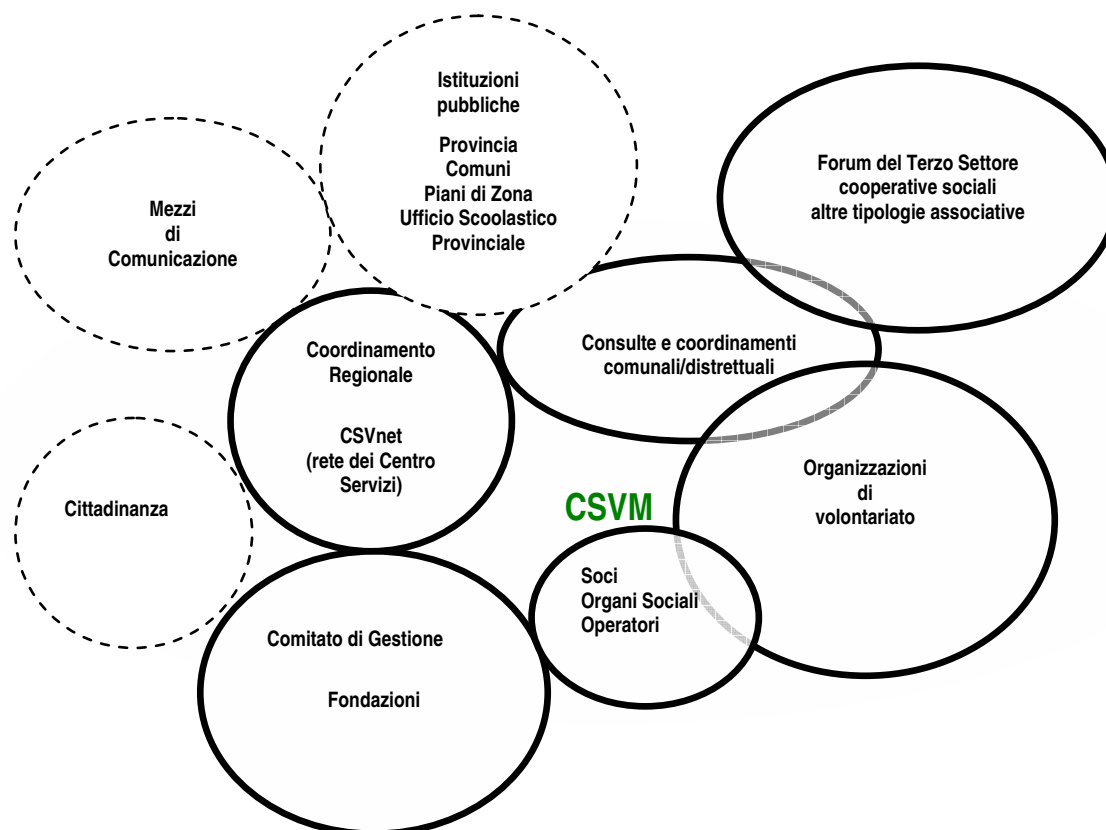 Istituzioni
pubbliche
Provincia
Comuni
Piani di Zona
Ufficio Scoolastico
Provinciale
Mezzi
di
Comunicazione
Forum del Terzo Settore
cooperative sociali
altre tipologie associative
Coordinamento
Regionale
CSVnet
(rete dei Centro
Servizi)
Consulte e coordinamenti
comunali/distrettuali
Organizzazioni
di
volontariato
Cittadinanza
CSVM
Soci
Organi Sociali
Operatori
Comitato di Gestione
Fondazioni